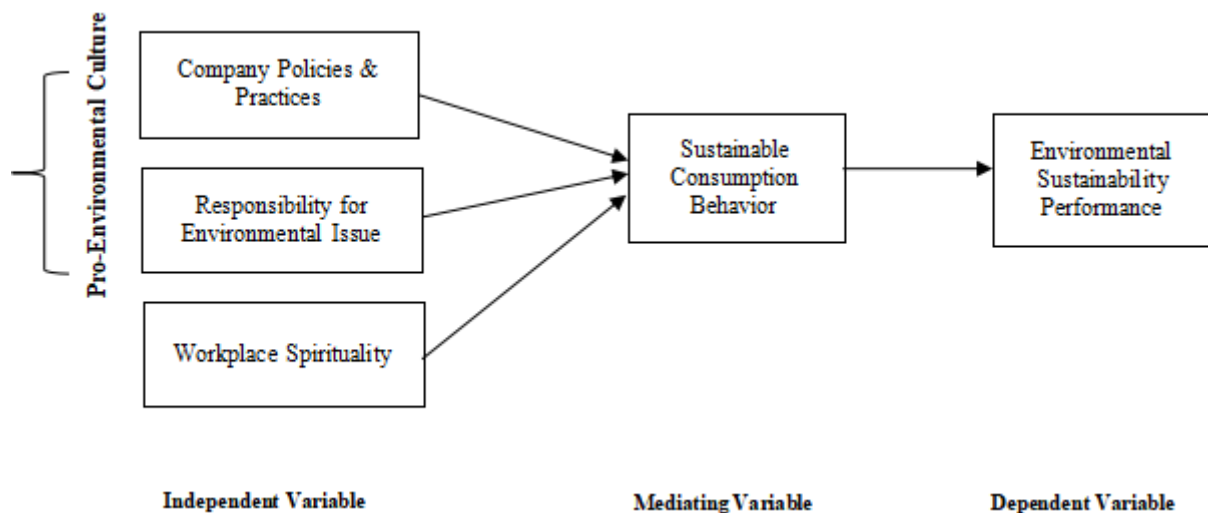 Pro-Environmental Culture
Company Policies &
Practices
Responsibility for
Environmental Issue
Workplace Spirituality
Sustainable
Consumption
Behavior
Environmental
Sustainability
Performance
Independent Variable
Mediating Variable
Dependent Variable